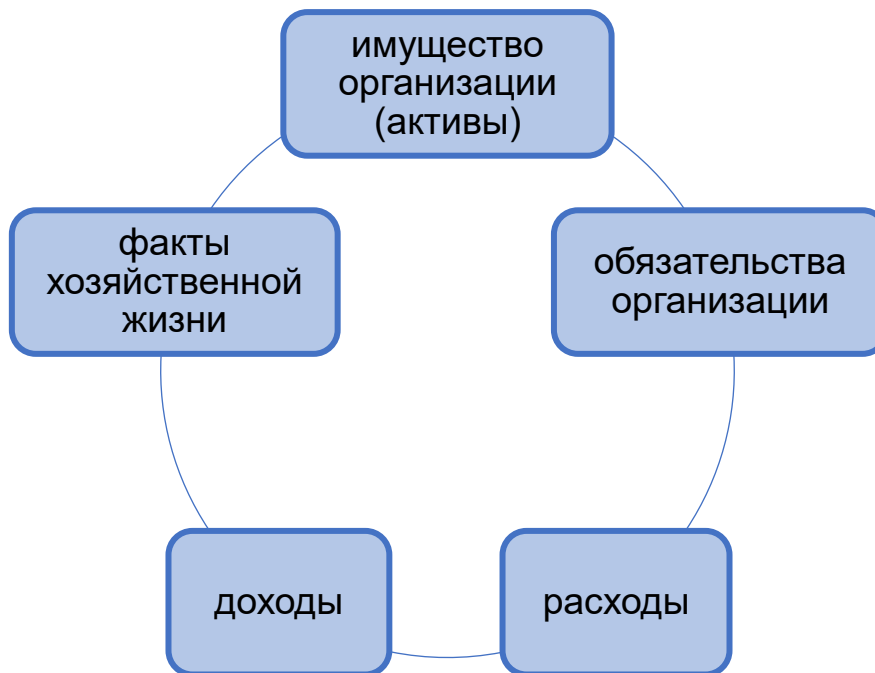 имущество
организации
(активы)
факты
хозяйственной
жизни
обязательства
организации
доходы
расходы